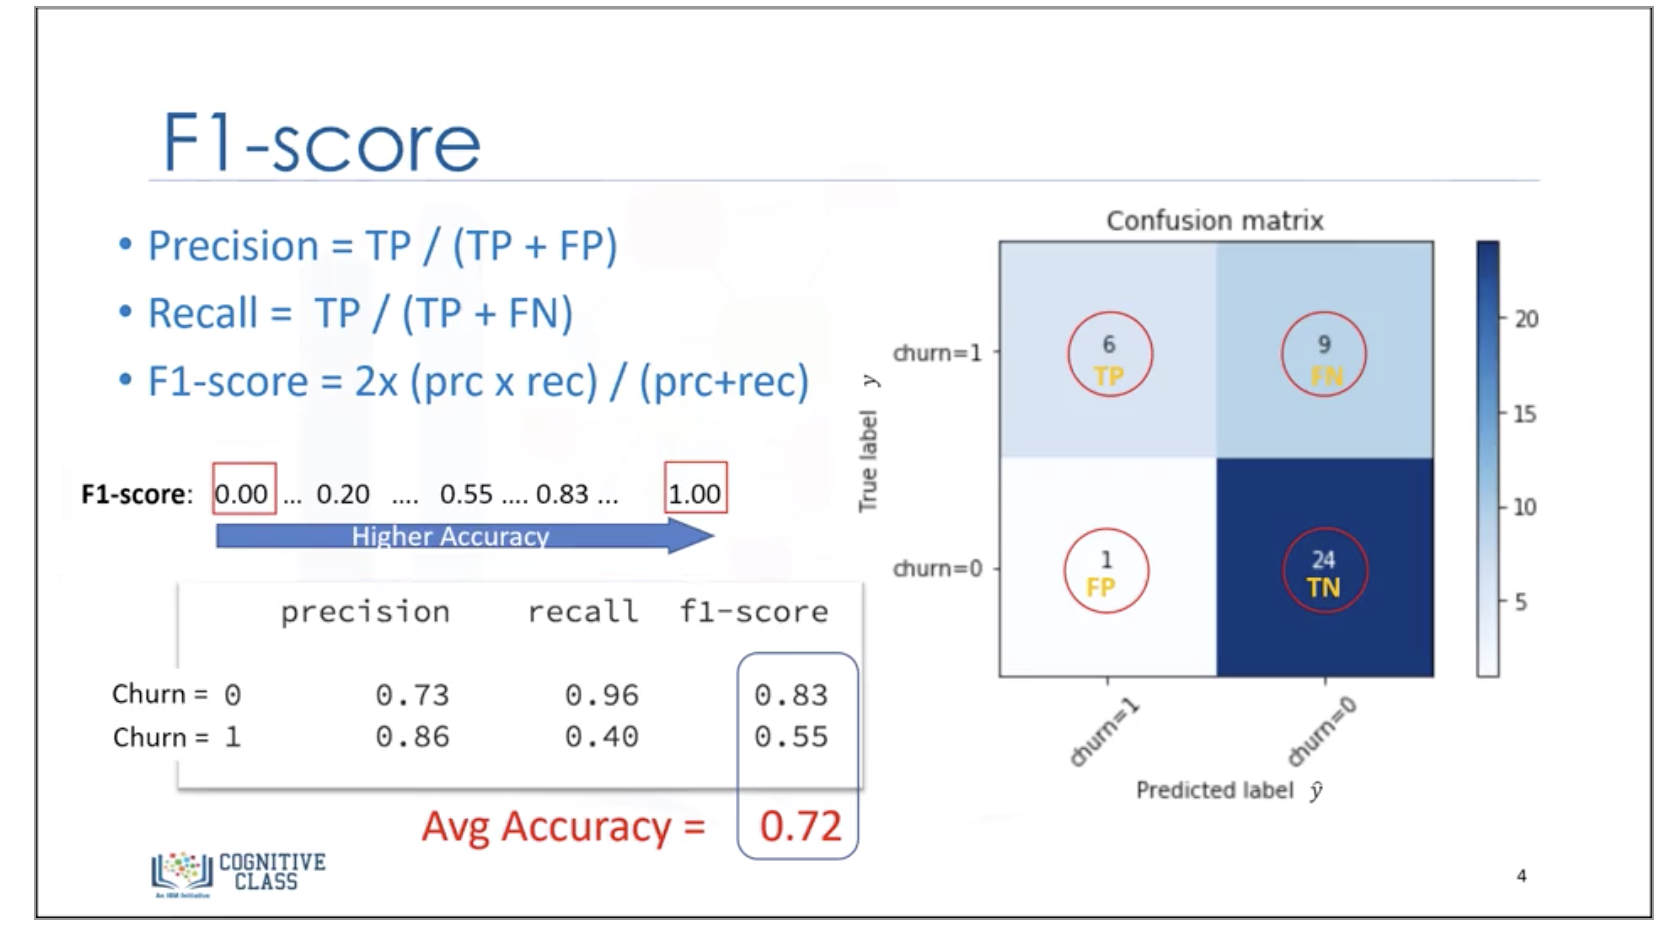 F1-score
• Precision = TP / (TP + FP)
• Recall = TP / (TP + FN)
• F1-score = 2x (prc x rec) / (prc+rec)
F1-score: 0.00 ... 0.20 .... 0.55 .... 0.83 ... 1.00
Higher Accuracy
precision recall f1-score
Churn = 0 0.73 0.96 0.83
Churn = 1 0.86 0.40 0.55
Avg Accuracy = 0.72
Confusion matrix
True label y
churn=1
6
TP
9
FN
churn=0
1
FP
24
TN
churn=1
churn=0
Predicted label ŷ
20
15
10
5
COGNITIVE
CLASS
An IBM Initiative
4